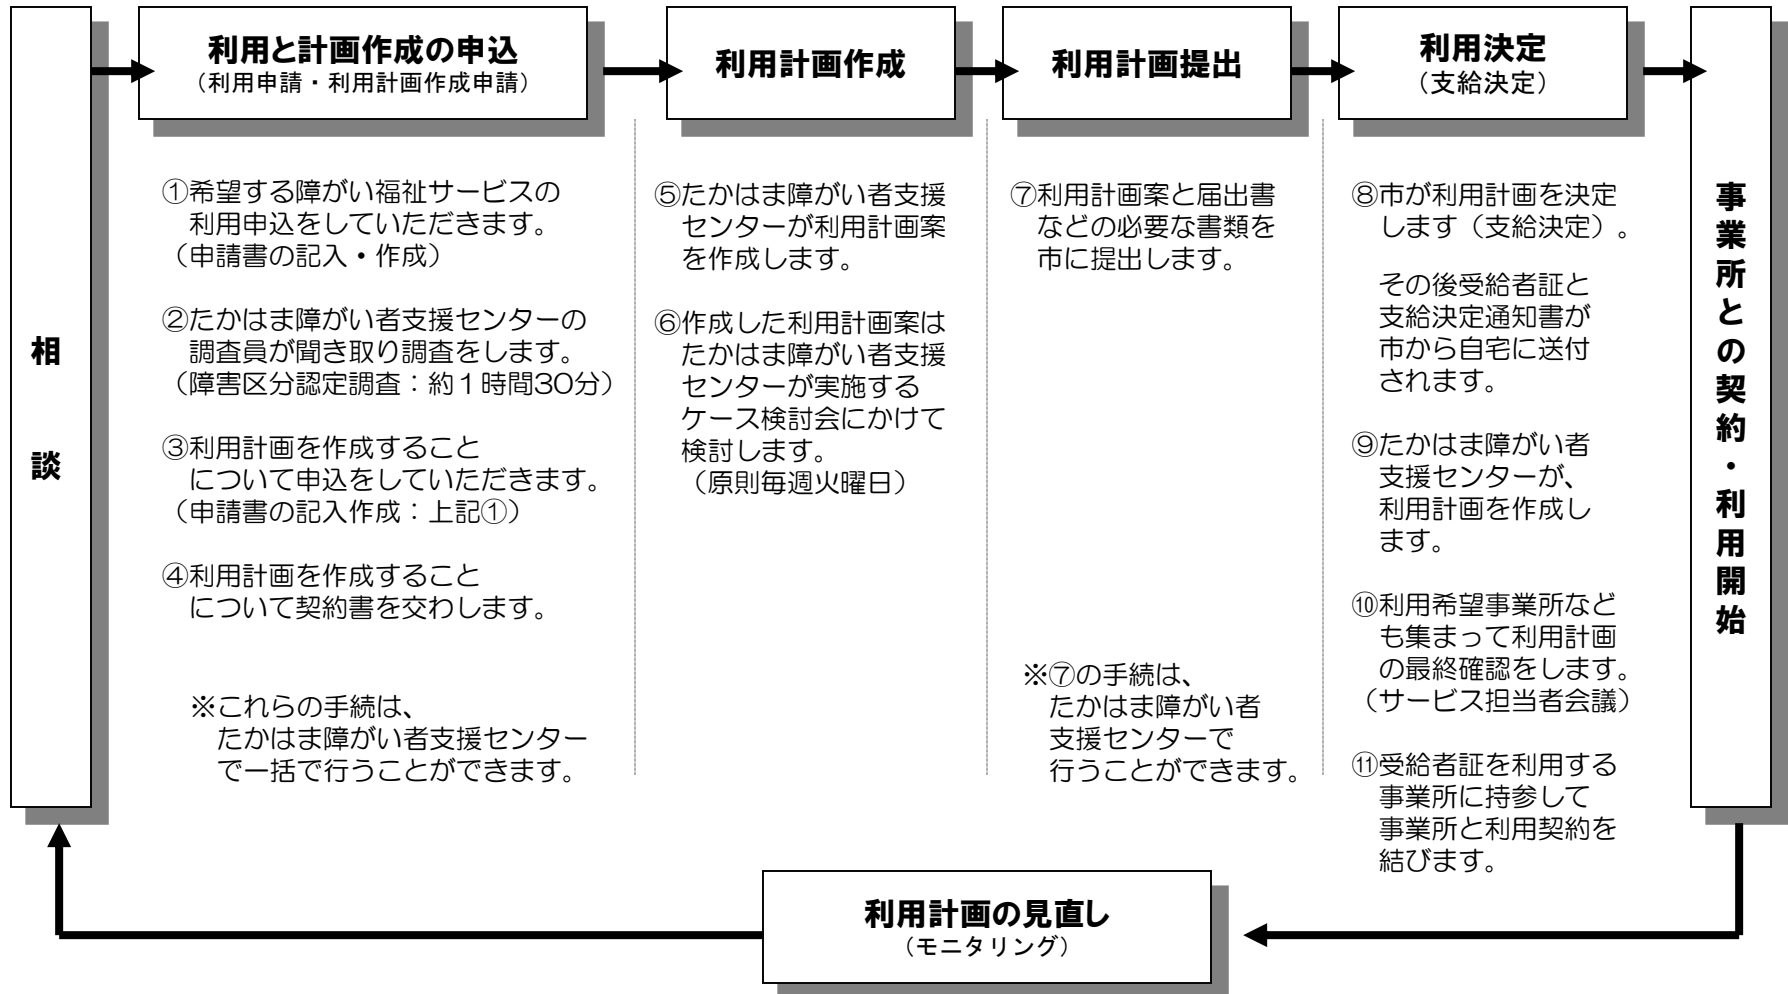 相談
利用と計画作成の申込
（利用申請・利用計画作成申請）
①希望する障がい福祉サービスの
利用申込をしていただきます。
（申請書の記入・作成）
②たかはま障がい者支援センターの
調査員が聞き取り調査をします。
（障害区分認定調査：約１時間30分）
③利用計画を作成すること
について申込をしていただきます。
（申請書の記入作成：上記①）
④利用計画を作成すること
について契約書を交わします。
※これらの手続は、
たかはま障がい者支援センター
で一括で行うことができます。
利用計画作成
⑤たかはま障がい者支援
センターが利用計画案
を作成します。
⑥作成した利用計画案は
たかはま障がい者支援
センターが実施する
ケース検討会にかけて
検討します。
（原則毎週火曜日）
利用計画提出
⑦利用計画案と届出書
などの必要な書類を
市に提出します。
※⑦の手続は、
たかはま障がい者
支援センターで
行うことができます。
利用決定
（支給決定）
⑧市が利用計画を決定
します（支給決定）。
その後受給者証と
支給決定通知書が
市から自宅に送付
されます。
⑨たかはま障がい者
支援センターが、
利用計画を作成し
ます。
⑩利用希望事業所など
も集まって利用計画
の最終確認をします。
（サービス担当者会議）
⑪受給者証を利用する
事業所に持参して
事業所と利用契約を
結びます。
事業所との契約・利用開始
利用計画の見直し
（モニタリング）